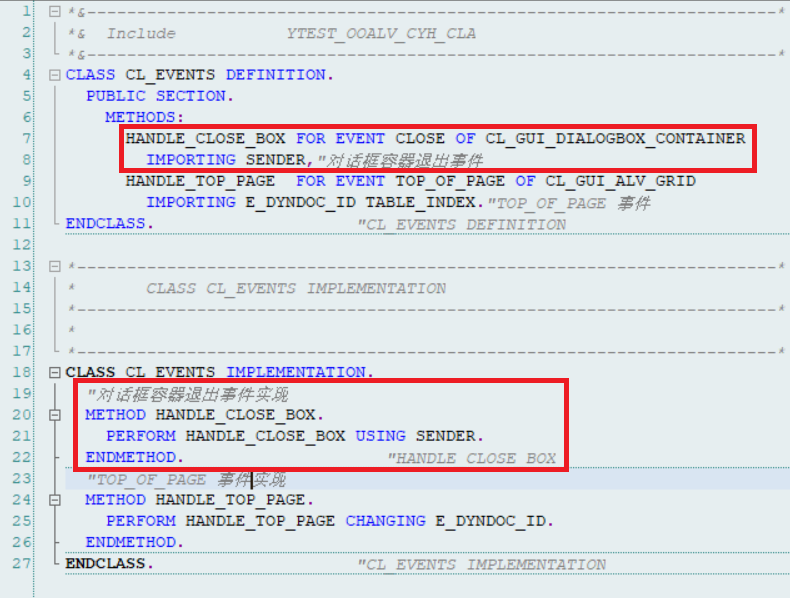 1 *&---------------------------------------------------------------------*
2 *&  Include           YTEST_OOALV_CYH_CLA
3 *&---------------------------------------------------------------------*
4 CLASS CL_EVENTS DEFINITION.
5   PUBLIC SECTION.
6     METHODS:
7       HANDLE_CLOSE_BOX FOR EVENT CLOSE OF CL_GUI_DIALOGBOX_CONTAINER
8         IMPORTING SENDER,"对话框容器退出事件
9       HANDLE_TOP_PAGE  FOR EVENT TOP_OF_PAGE OF CL_GUI_ALV_GRID
10         IMPORTING E_DYNDOC_ID TABLE_INDEX."TOP_OF_PAGE 事件
11 ENDCLASS.                    "CL_EVENTS DEFINITION
12
13 *----------------------------------------------------------------------*
14 *       CLASS CL_EVENTS IMPLEMENTATION
15 *----------------------------------------------------------------------*
16 *
17 *----------------------------------------------------------------------*
18 CLASS CL_EVENTS IMPLEMENTATION.
19   "对话框容器退出事件实现
20   METHOD HANDLE_CLOSE_BOX.
21     PERFORM HANDLE_CLOSE_BOX USING SENDER.
22   ENDMETHOD.                    "HANDLE_CLOSE_BOX
23   "TOP_OF_PAGE 事件实现
24   METHOD HANDLE_TOP_PAGE.
25     PERFORM HANDLE_TOP_PAGE CHANGING E_DYNDOC_ID.
26   ENDMETHOD.
27 ENDCLASS.                    "CL_EVENTS IMPLEMENTATION